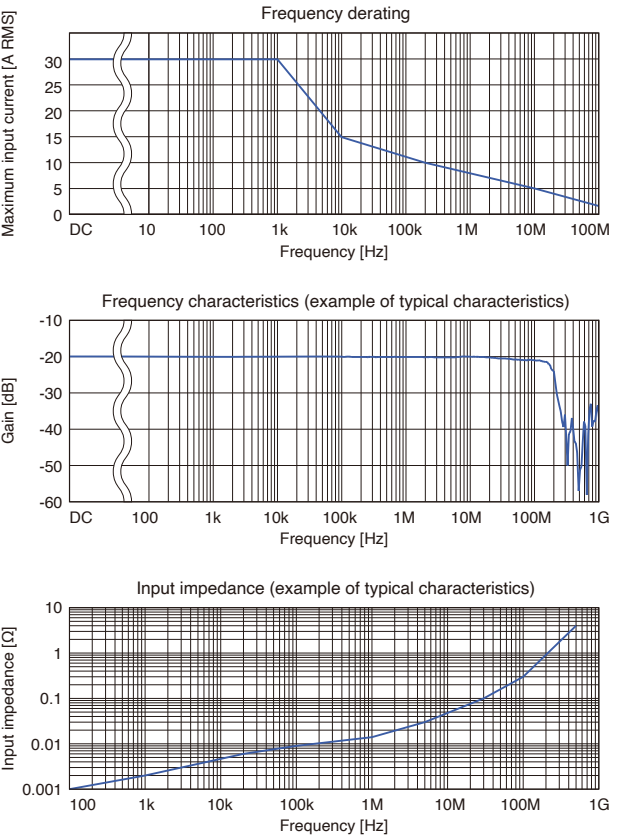 Frequency derating
Maximum input current [A RMS]
30
25
20
15
10
5
0
DC 10 100 1k 10k 100k 1M 10M 100M
Frequency [Hz]
Frequency characteristics (example of typical characteristics)
Gain [dB]
-10
-20
-30
-40
-50
-60
DC 100 1k 10k 100k 1M 10M 100M 1G
Frequency [Hz]
Input impedance (example of typical characteristics)
Input impedance [Ω]
10
1
0.1
0.01
0.001
100 1k 10k 100k 1M 10M 100M 1G
Frequency [Hz]